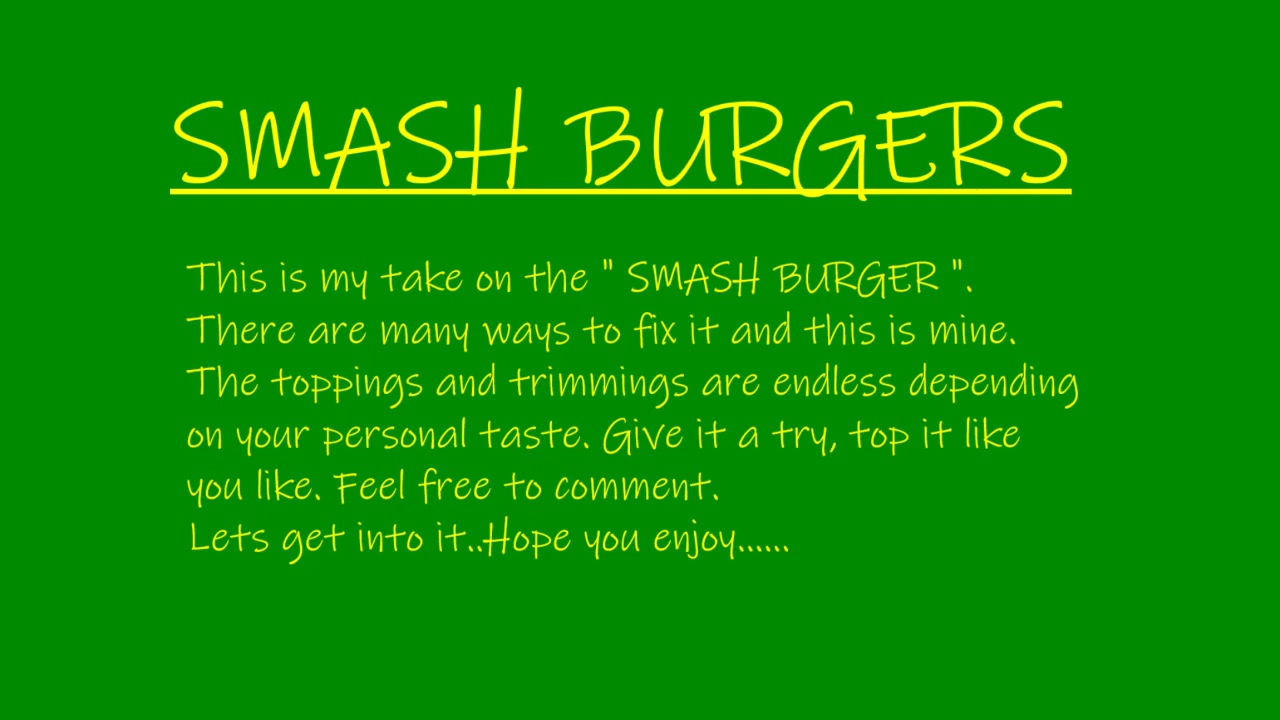 SMASH BURGERS
This is my take on the " SMASH BURGER ".
There are many ways to fix it and this is mine.
The toppings and trimmings are endless depending
on your personal taste. Give it a try, top it like
you like. Feel free to comment.
Lets get into it..Hope you enjoy......